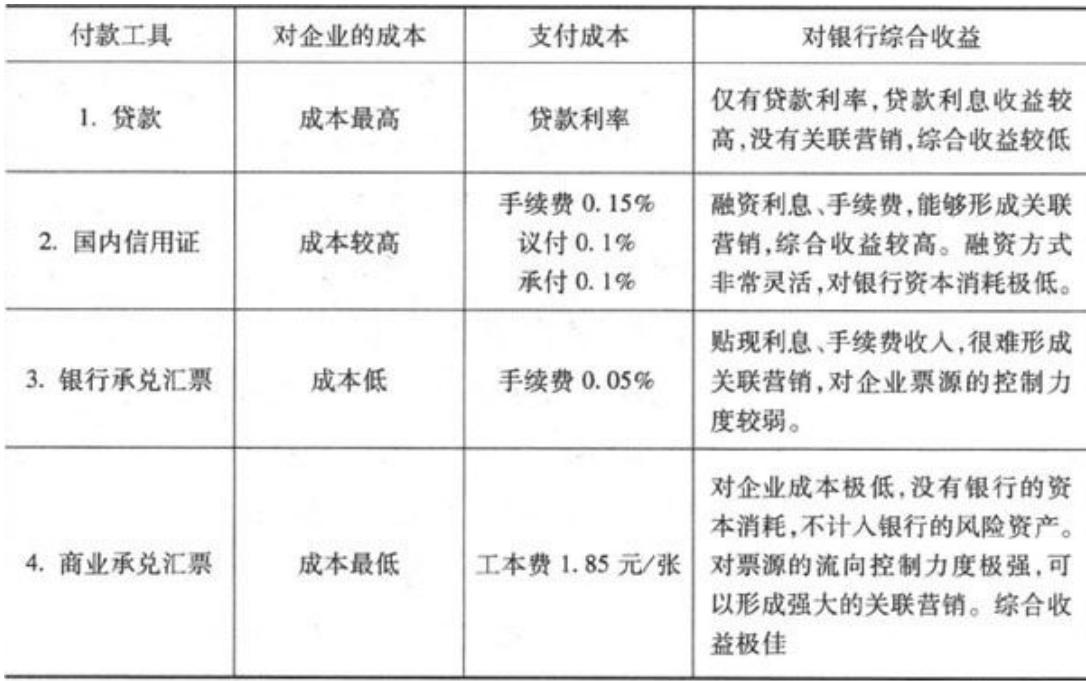 付款工具 对企业的成本 支付成本 对银行综合收益
1. 贷款 成本最高 贷款利率
仅有贷款利率,贷款利息收益较
高,没有关联营销,综合收益较低
2. 国内信用证 成本较高
手续费 0.15%
议付 0.1%
承付 0.1%
融资利息、手续费,能够形成关联
营销,综合收益较高。融资方式
非常灵活,对银行资本消耗极低。
3. 银行承兑汇票 成本低 手续费 0.05%
贴现利息、手续费收入,很难形成
关联营销,对企业票源的控制力
度较弱。
4. 商业承兑汇票 成本最低 工本费 1.85 元/张
对企业成本极低,没有银行的资
本消耗,不计入银行的风险资产。
对票源的流向控制力度极强,可
以形成强大的关联营销。综合收
益极佳